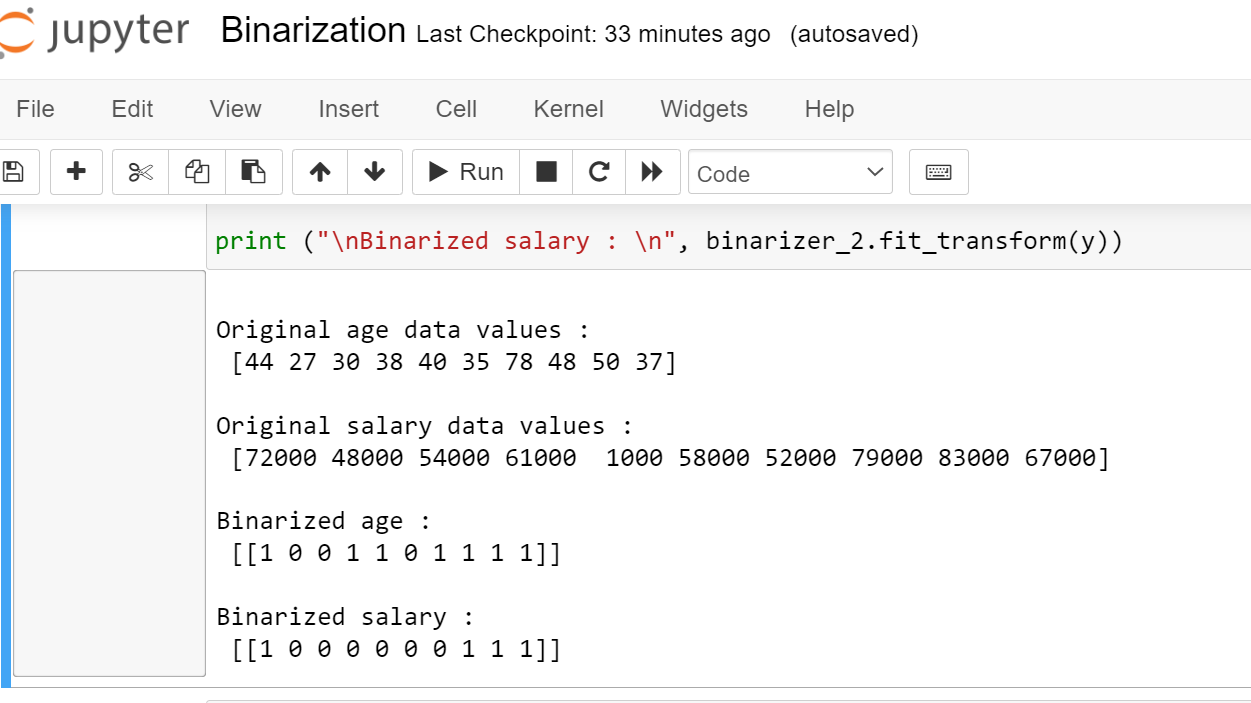 jupyter Binarization Last Checkpoint: 33 minutes ago (autosaved)
File Edit View Insert Cell Kernel Widgets Help
Run Code
print ("\nBinarized salary : \n", binarizer_2.fit_transform(y))
Original age data values :
[44 27 30 38 40 35 78 48 50 37]
Original salary data values :
[72000 48000 54000 61000  1000 58000 52000 79000 83000 67000]
Binarized age :
[[1 0 0 1 1 0 1 1 1 1]]
Binarized salary :
[[1 0 0 0 0 0 0 1 1 1]]